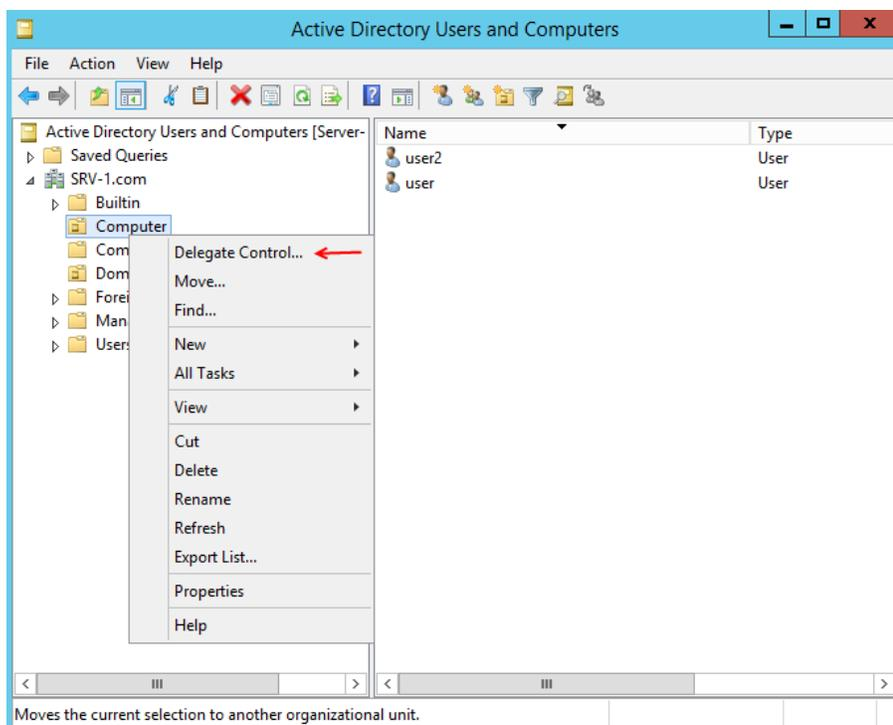 Active Directory Users and Computers
File Action View Help
Active Directory Users and Computers [Server-
Saved Queries
SRV-1.com
Builtin
Computer
Com
Dom
Forei
Man
Users
Name Type
user2 User
user User
Delegate Control...
Move...
Find...
New
All Tasks
View
Cut
Delete
Rename
Refresh
Export List...
Properties
Help
Moves the current selection to another organizational unit.